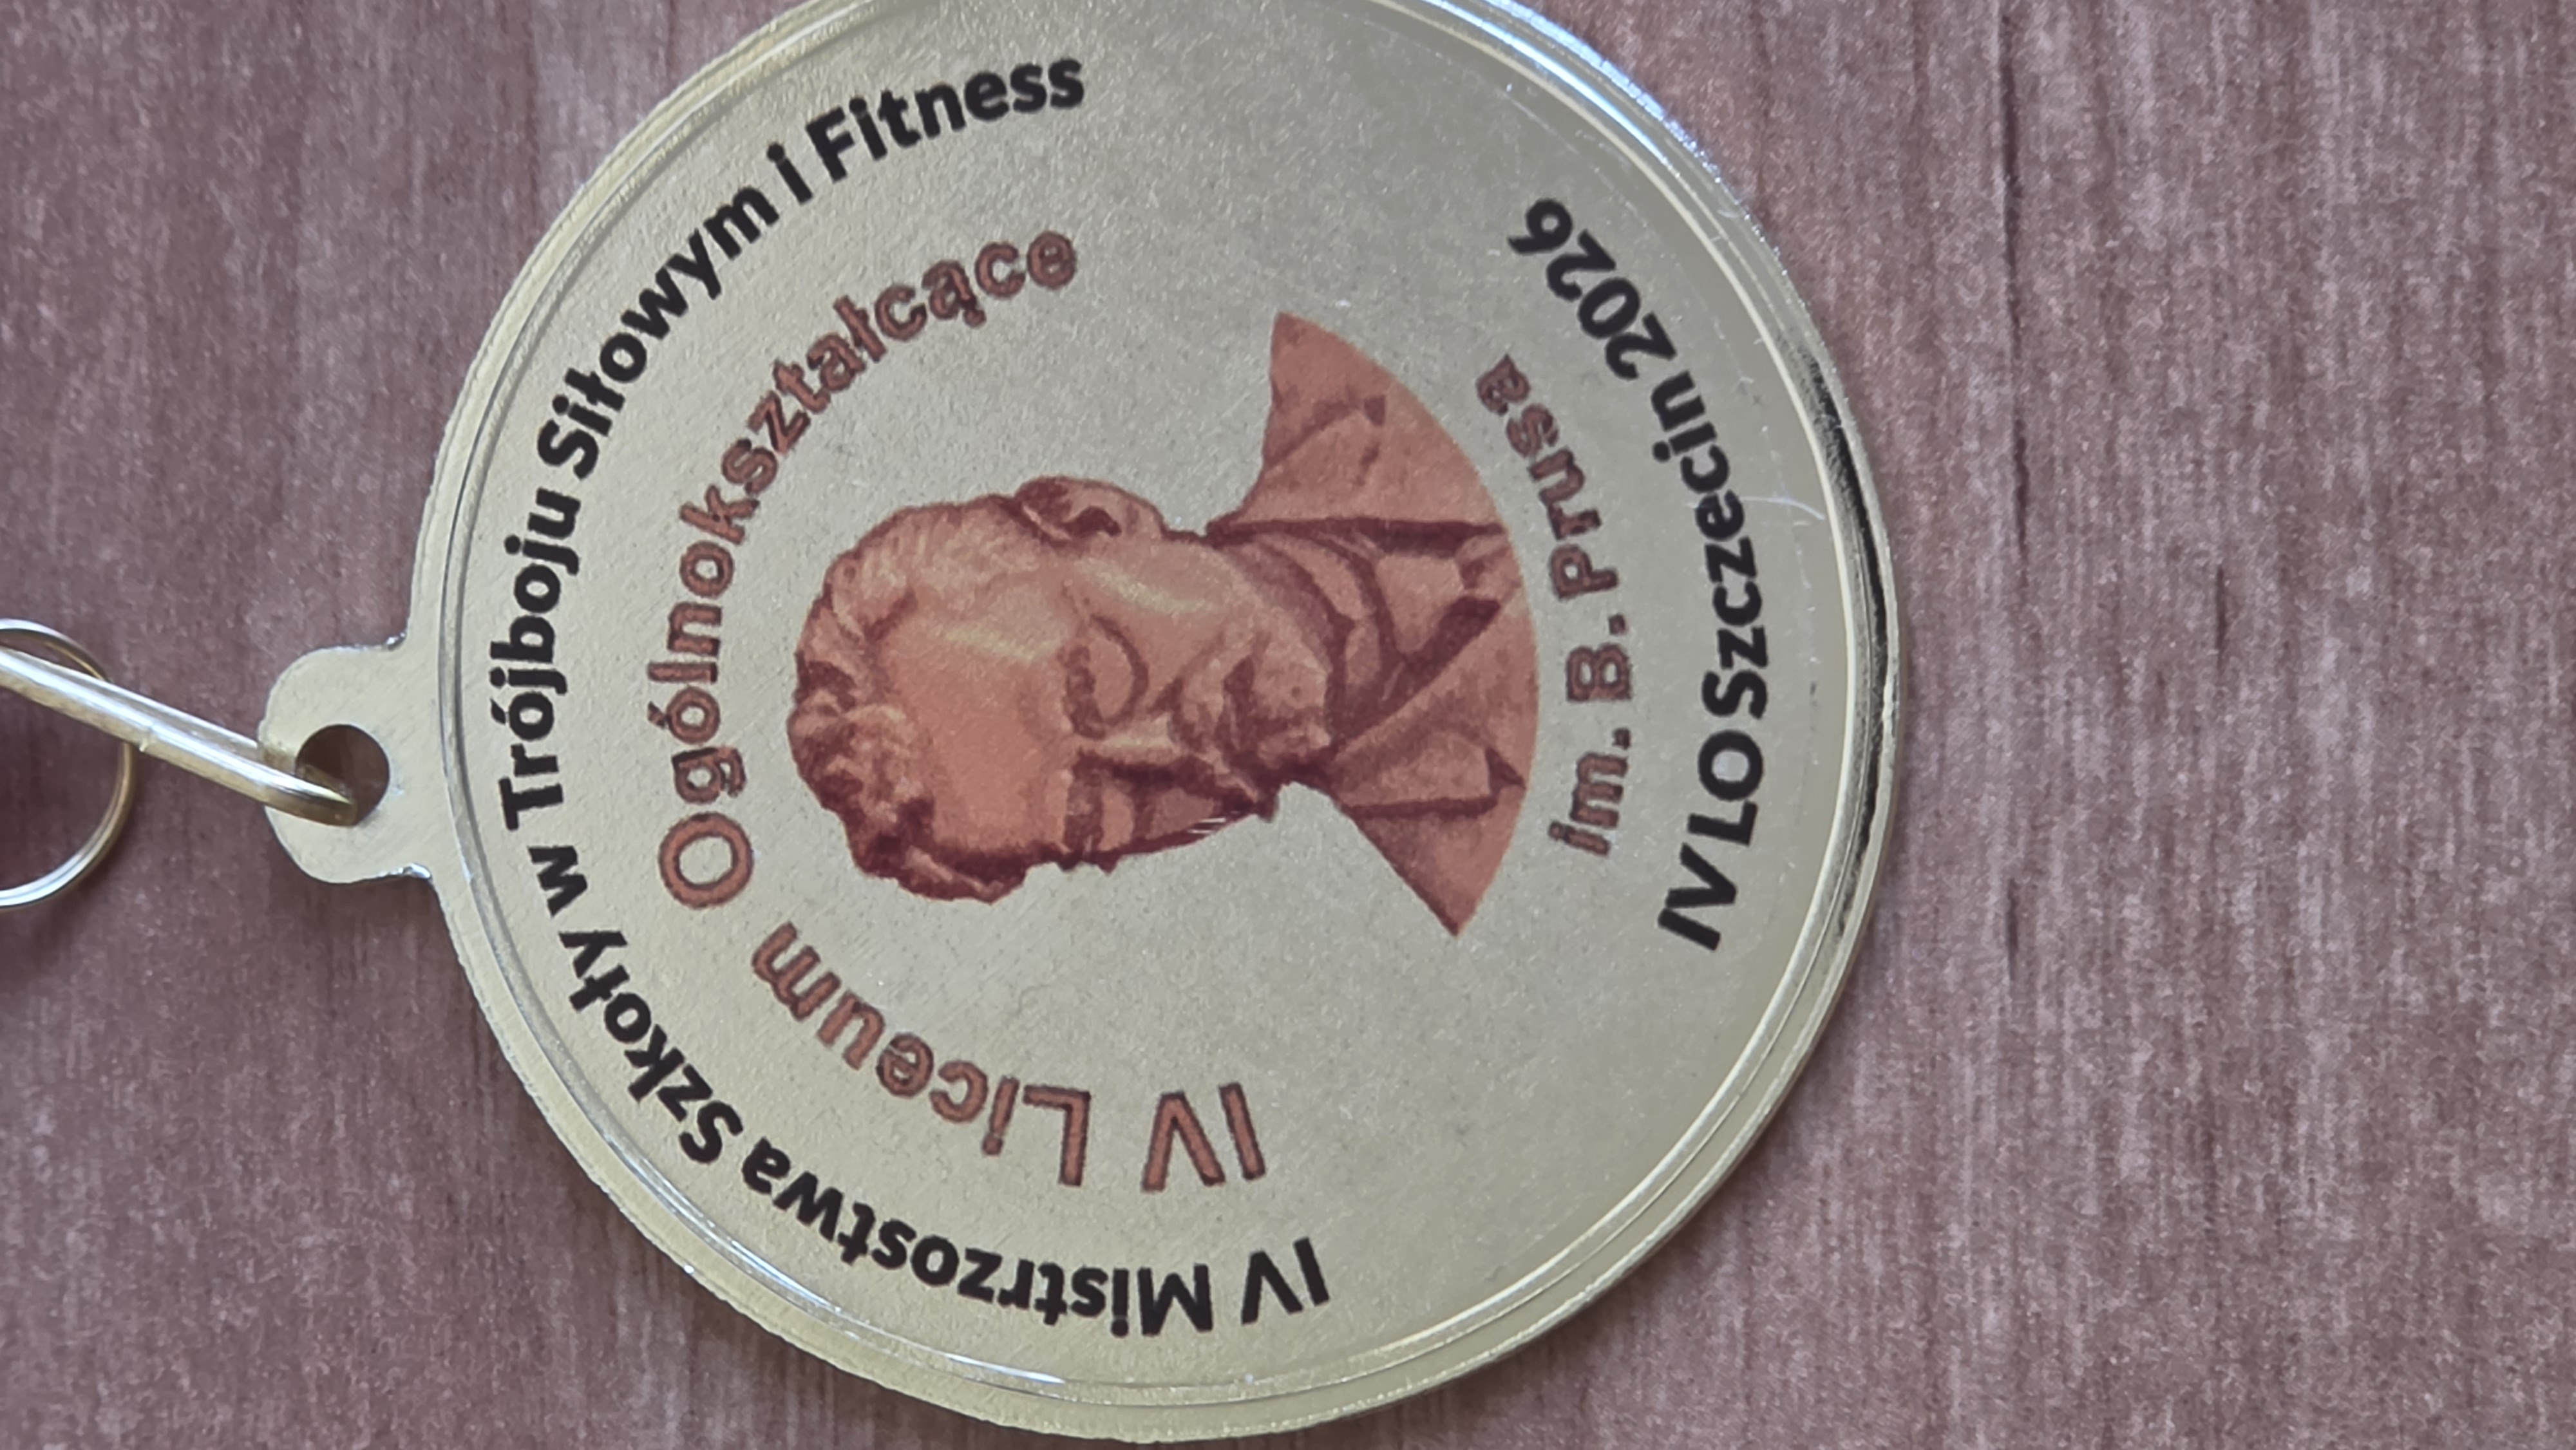 IV Mistrzostwa Szkoły w Trójboju Siłowym i Fitness
IV Liceum Ogólnokształcące
im. B. Prusa
IV LO Szczecin 2026